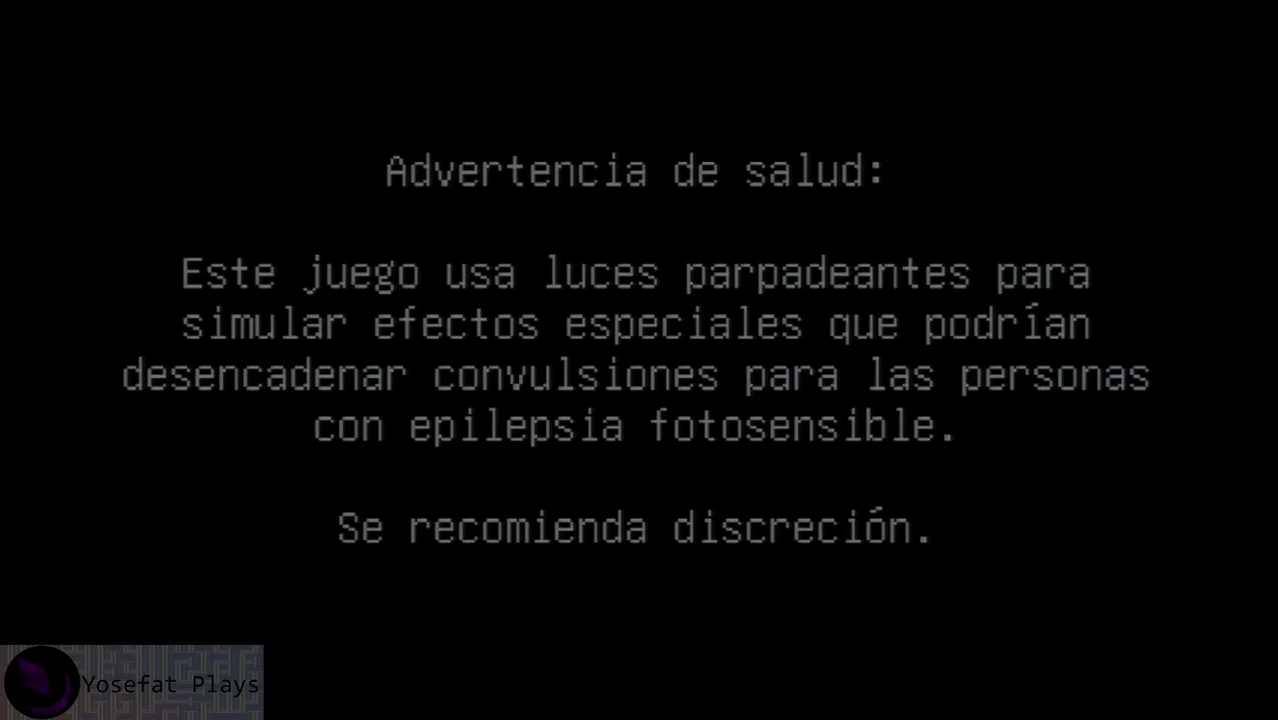 Advertencia de salud:
Este juego usa luces parpadeantes para
simular efectos especiales que podrían
desencadenar convulsiones para las personas
con epilepsia fotosensible.
Se recomienda discreción.
Yosefat Plays